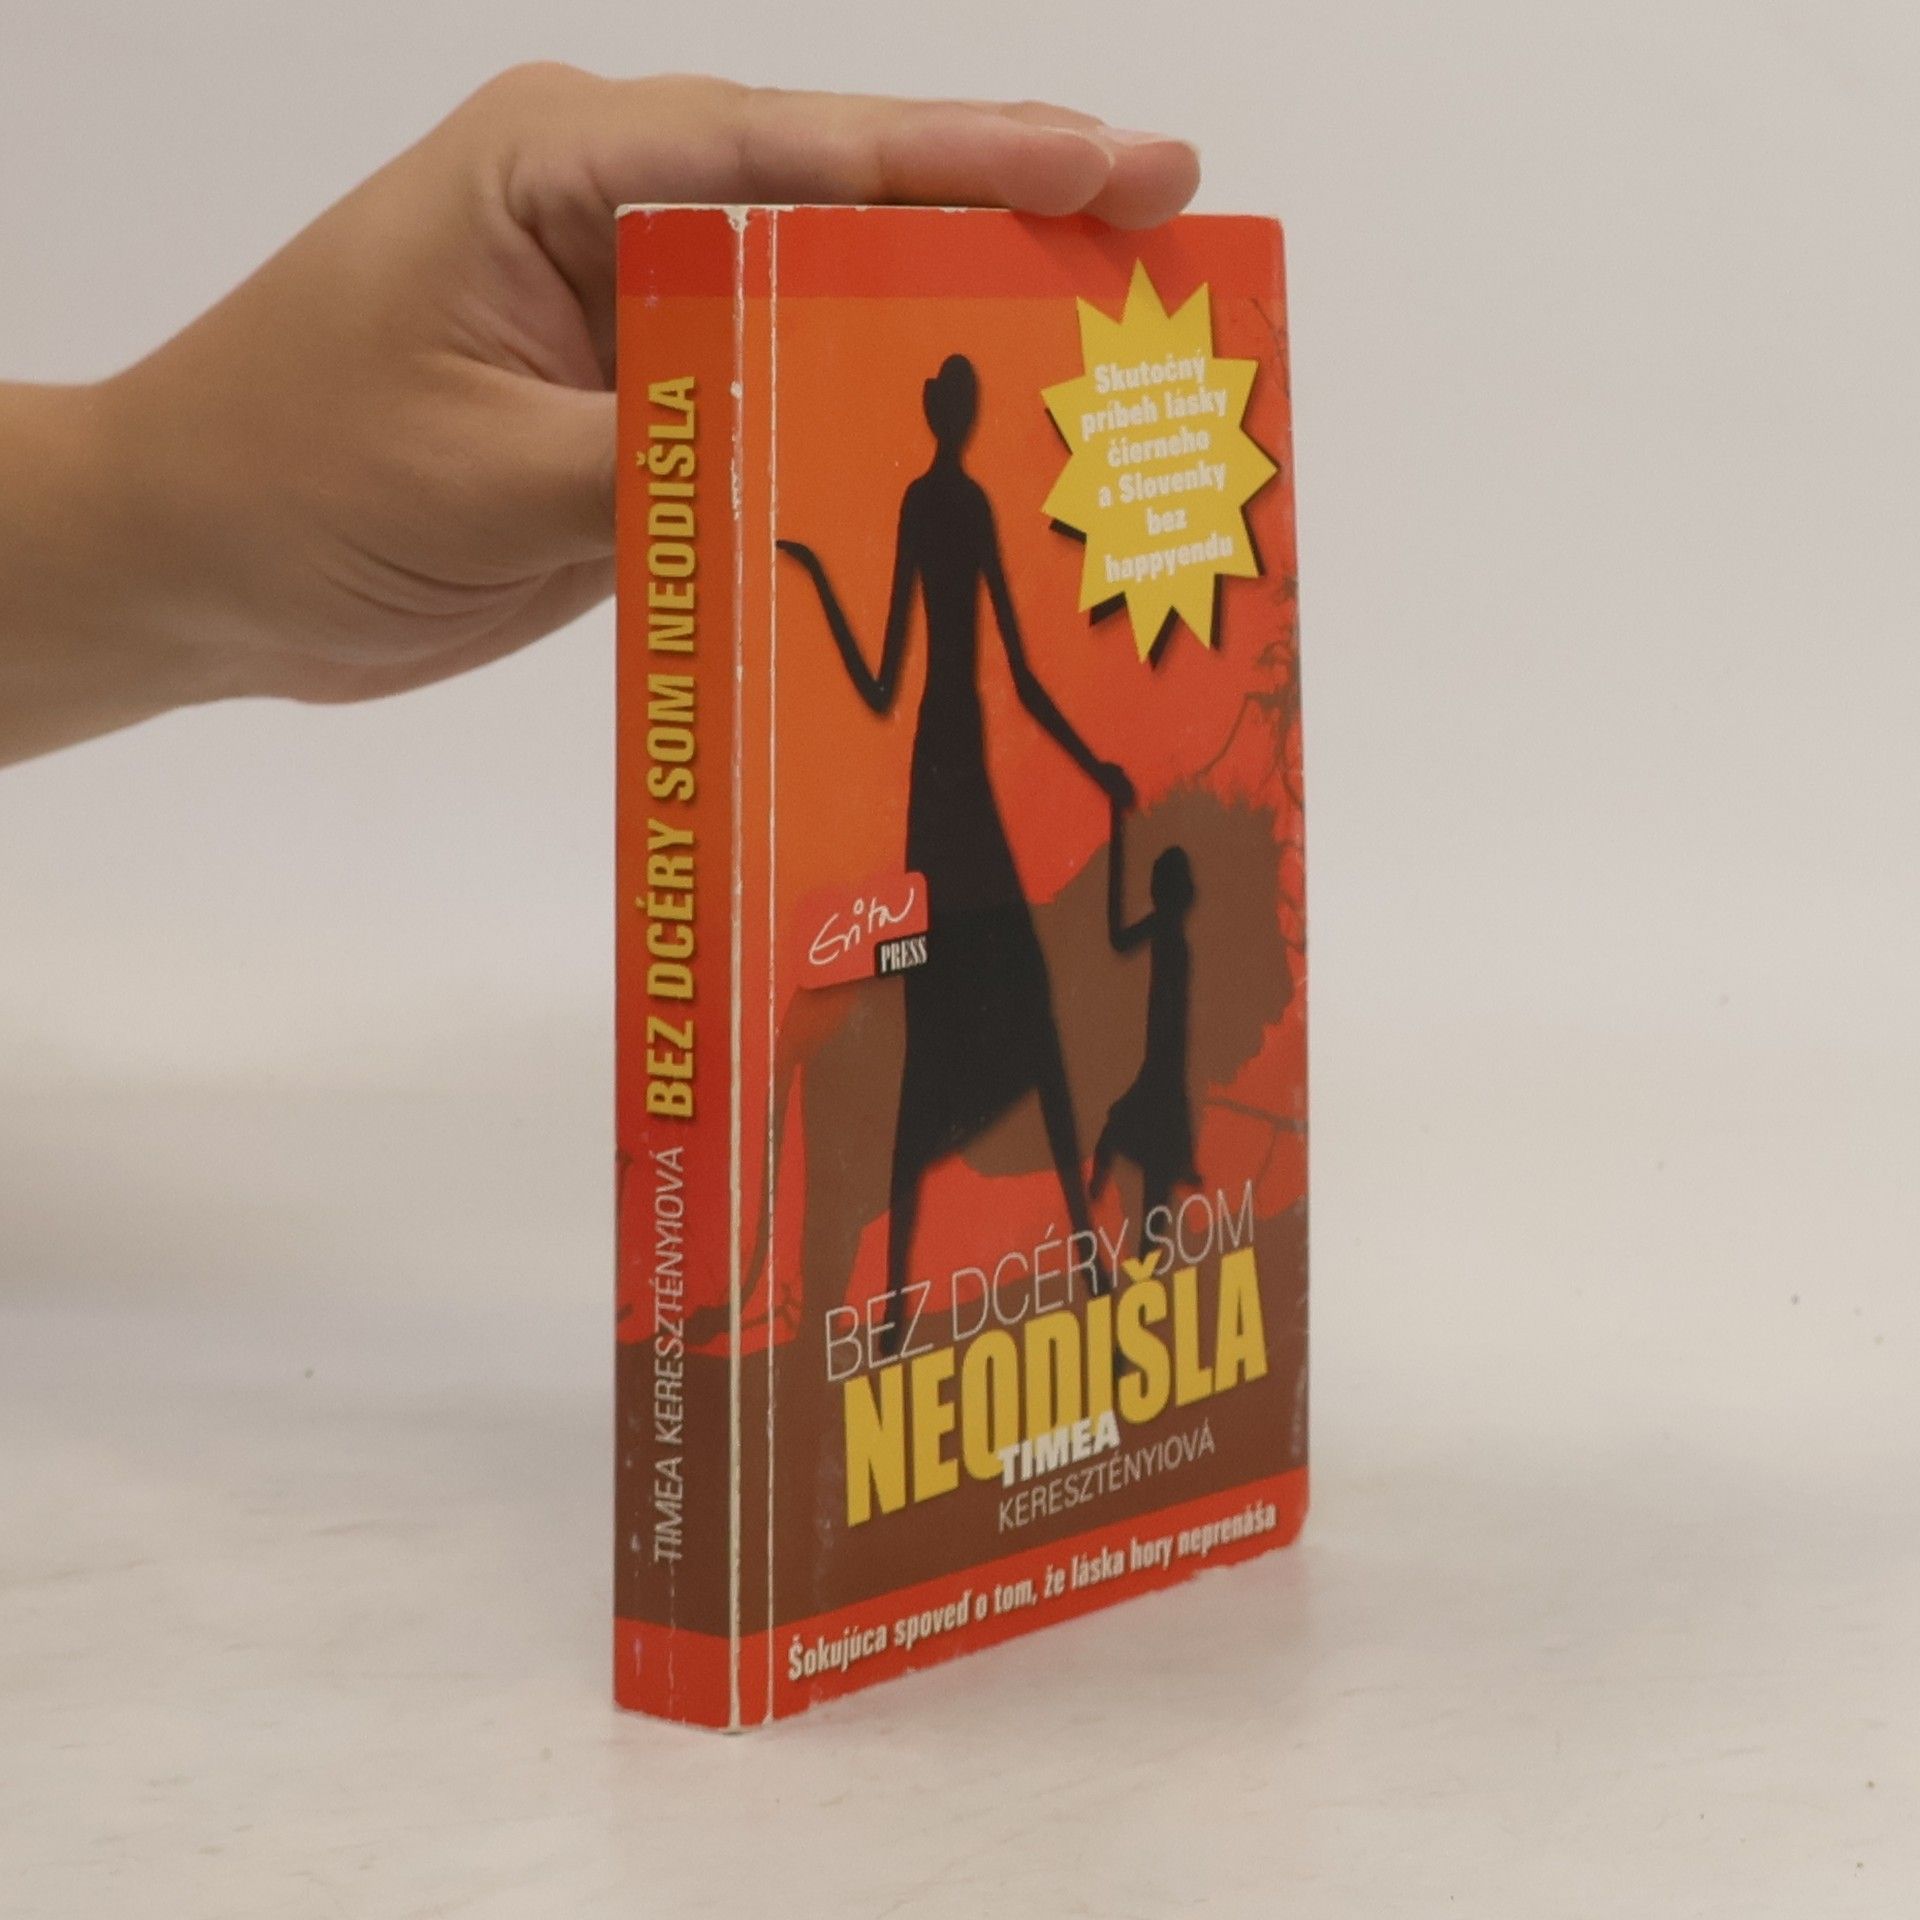 BEZ DCÉRY SOM NEODIŠLA
TIMEA KERESZTÉNYIOVÁ
Skutočný
príbeh lásky
čierneho
a Slovenky
bez
happyendu
Evita
PRESS
BEZ DCÉRY SOM
NEODIŠLA
TIMEA
KERESZTÉNYIOVÁ
Šokujúca spoveď o tom, že láska hory neprenáša